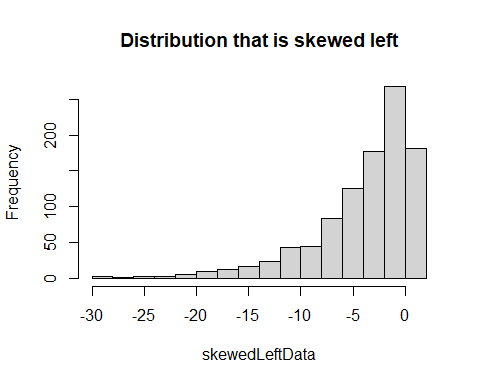 Distribution that is skewed left
Frequency
200
100
50
0
-30 -25 -20 -15 -10 -5 0
skewedLeftData